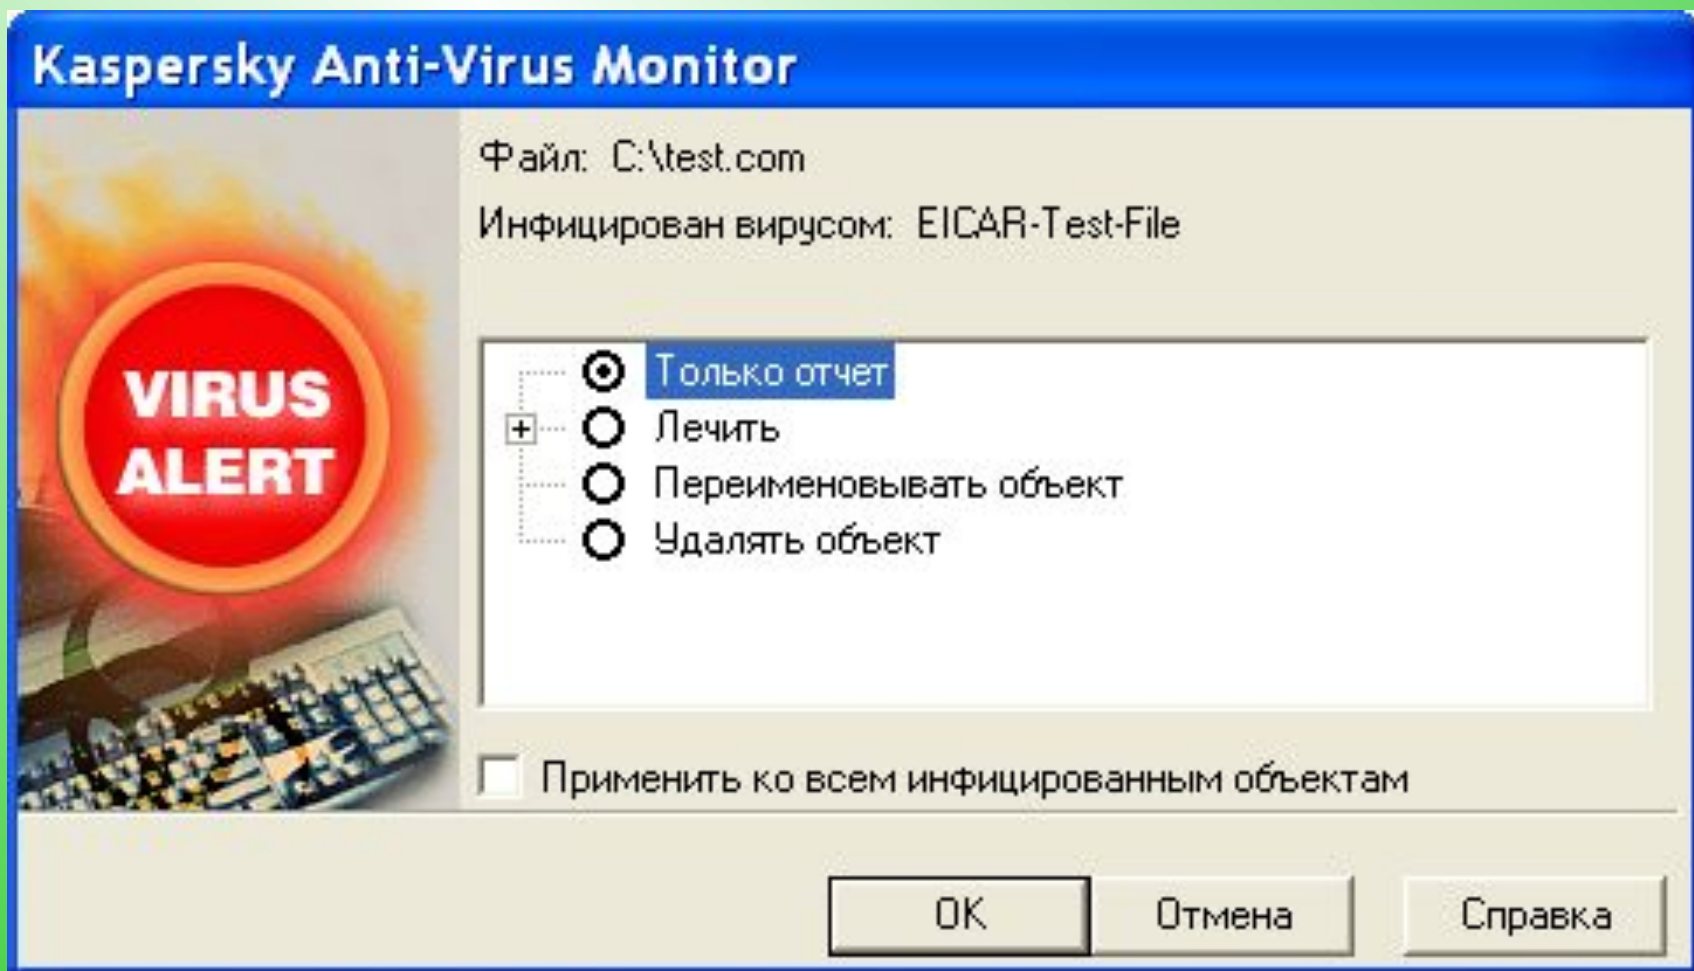 Kaspersky Anti-Virus Monitor
Файл: C:\test.com
Инфицирован вирусом: EICAR-Test-File
VIRUS
ALERT
Только отчет
Лечить
Переименовывать объект
Удалять объект
Применить ко всем инфицированным объектам
OK
Отмена
Справка